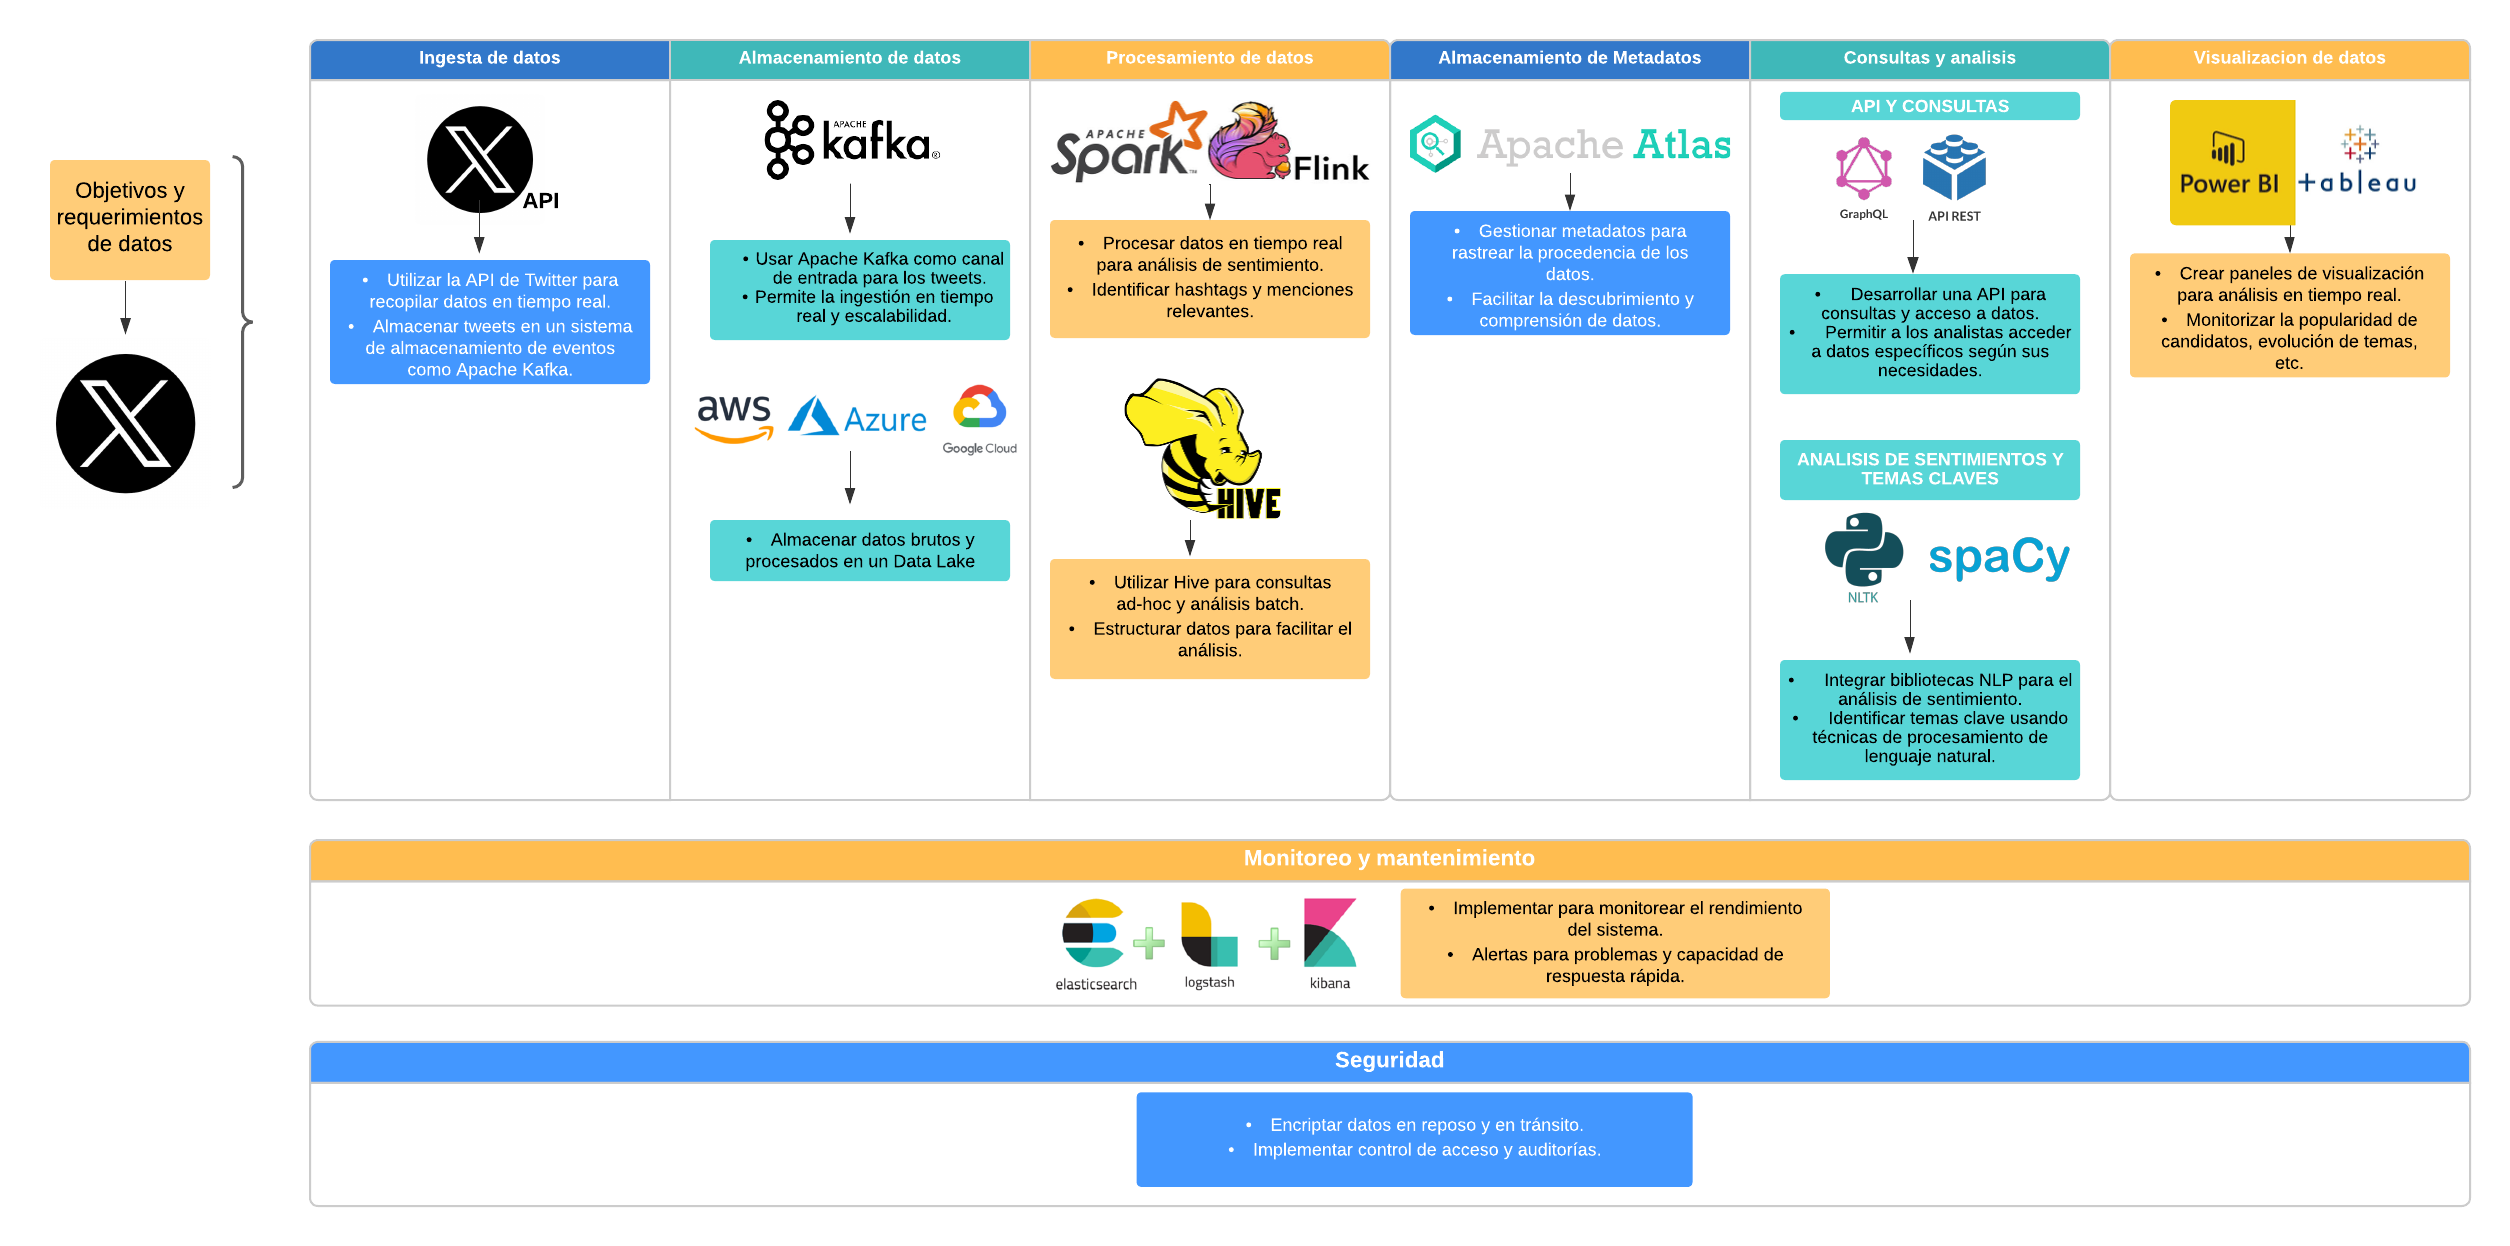 Objetivos y
requerimientos
de datos
Ingesta de datos
API
• Utilizar la API de Twitter para
recopilar datos en tiempo real.
• Almacenar tweets en un sistema
de almacenamiento de eventos
como Apache Kafka.
Almacenamiento de datos
APACHE
kafka®
• Usar Apache Kafka como canal
de entrada para los tweets.
• Permite la ingestión en tiempo
real y escalabilidad.
aws
Azure
Google Cloud
• Almacenar datos brutos y
procesados en un Data Lake
Procesamiento de datos
APACHE
Spark™
Flink
• Procesar datos en tiempo real
para análisis de sentimiento.
• Identificar hashtags y menciones
relevantes.
HIVE
• Utilizar Hive para consultas
ad-hoc y análisis batch.
• Estructurar datos para facilitar el
análisis.
Almacenamiento de Metadatos
Apache Atlas
• Gestionar metadatos para
rastrear la procedencia de los
datos.
• Facilitar la descubrimiento y
comprensión de datos.
Consultas y analisis
API Y CONSULTAS
GraphQL
API REST
• Desarrollar una API para
consultas y acceso a datos.
• Permitir a los analistas acceder
a datos específicos según sus
necesidades.
ANALISIS DE SENTIMIENTOS Y
TEMAS CLAVES
NLTK
spaCy
• Integrar bibliotecas NLP para el
análisis de sentimiento.
• Identificar temas clave usando
técnicas de procesamiento de
lenguaje natural.
Visualizacion de datos
Power BI
+ableau
• Crear paneles de visualización
para análisis en tiempo real.
• Monitorizar la popularidad de
candidatos, evolución de temas,
etc.
Monitoreo y mantenimiento
elasticsearch
logstash
kibana
• Implementar para monitorear el rendimiento
del sistema.
• Alertas para problemas y capacidad de
respuesta rápida.
Seguridad
• Encriptar datos en reposo y en tránsito.
• Implementar control de acceso y auditorías.